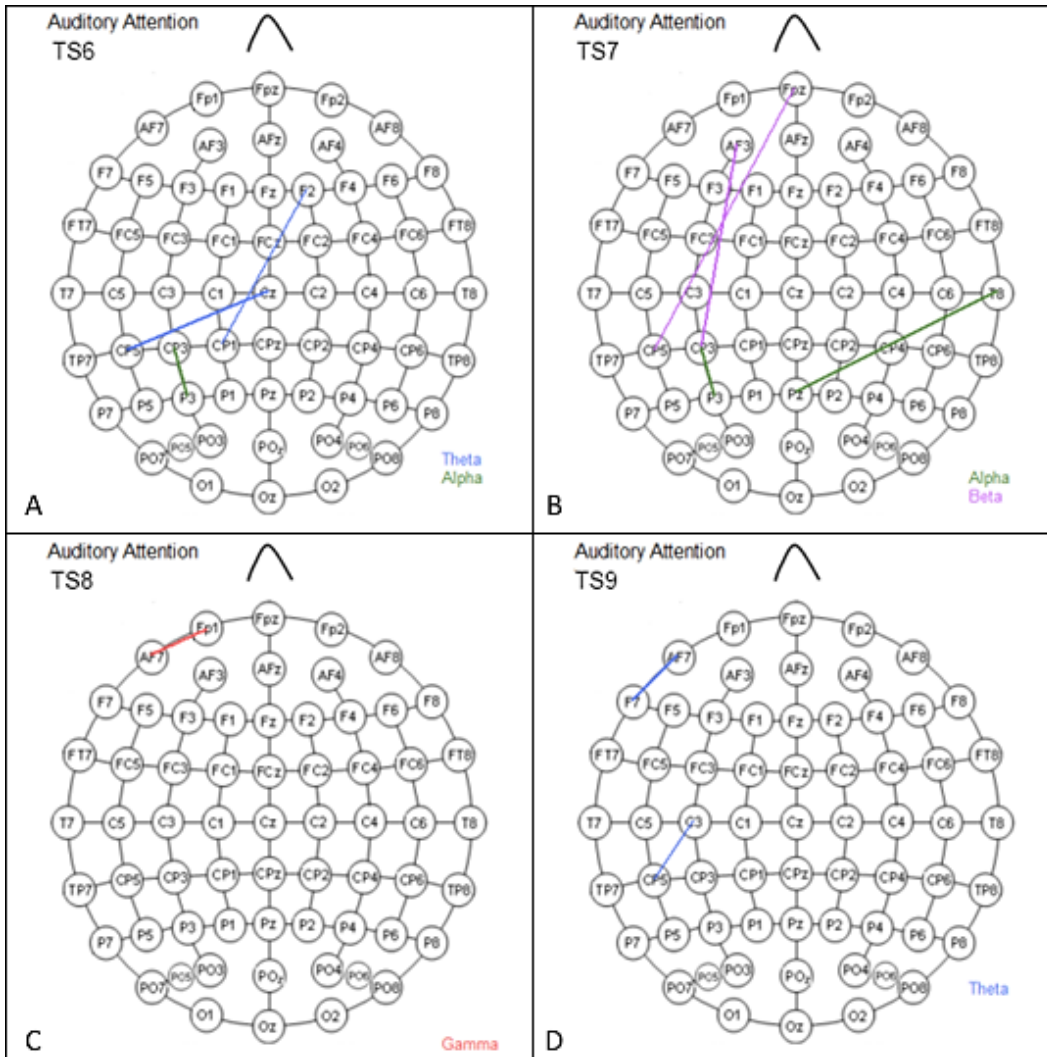 Auditory Attention
TS6
Fpz
Fp1 Fp2
AF7 AF8
AF3 AFz AF4
F7 F5 F3 F1 Fz F2 F4 F6 F8
FT7 FC5 FC3 FC1 FCz FC2 FC4 FC6 FT8
T7 C5 C3 C1 Cz C2 C4 C6 T8
TP7 CP5 CP3 CP1 CPz CP2 CP4 CP6 TP8
P7 P5 P3 P1 Pz P2 P4 P6 P8
PO7 PO5 PO3 POz PO4 PO6 PO8
O1 Oz O2
Theta
Alpha
A
Auditory Attention
TS7
Fpz
Fp1 Fp2
AF7 AF8
AF3 AFz AF4
F7 F5 F3 F1 Fz F2 F4 F6 F8
FT7 FC5 FC3 FC1 FCz FC2 FC4 FC6 FT8
T7 C5 C3 C1 Cz C2 C4 C6 T8
TP7 CP5 CP3 CP1 CPz CP2 CP4 CP6 TP8
P7 P5 P3 P1 Pz P2 P4 P6 P8
PO7 PO5 PO3 POz PO4 PO6 PO8
O1 Oz O2
Alpha
Beta
B
Auditory Attention
TS8
Fpz
Fp1 Fp2
AF7 AF8
AF3 AFz AF4
F7 F5 F3 F1 Fz F2 F4 F6 F8
FT7 FC5 FC3 FC1 FCz FC2 FC4 FC6 FT8
T7 C5 C3 C1 Cz C2 C4 C6 T8
TP7 CP5 CP3 CP1 CPz CP2 CP4 CP6 TP8
P7 P5 P3 P1 Pz P2 P4 P6 P8
PO7 PO5 PO3 POz PO4 PO6 PO8
O1 Oz O2
Gamma
C
Auditory Attention
TS9
Fpz
Fp1 Fp2
AF7 AF8
AF3 AFz AF4
F7 F5 F3 F1 Fz F2 F4 F6 F8
FT7 FC5 FC3 FC1 FCz FC2 FC4 FC6 FT8
T7 C5 C3 C1 Cz C2 C4 C6 T8
TP7 CP5 CP3 CP1 CPz CP2 CP4 CP6 TP8
P7 P5 P3 P1 Pz P2 P4 P6 P8
PO7 PO5 PO3 POz PO4 PO6 PO8
O1 Oz O2
Theta
D